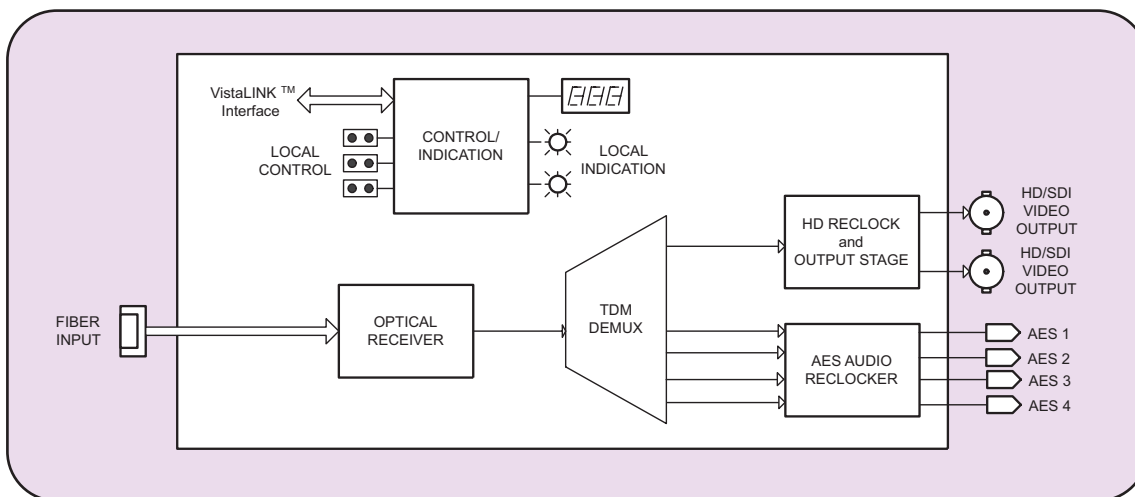 VistaLINK ™
Interface
LOCAL
CONTROL
CONTROL/
INDICATION
LOCAL
INDICATION
FIBER
INPUT
OPTICAL
RECEIVER
TDM
DEMUX
HD RECLOCK
and
OUTPUT STAGE
HD/SDI
VIDEO
OUTPUT
HD/SDI
VIDEO
OUTPUT
AES AUDIO
RECLOCKER
AES 1
AES 2
AES 3
AES 4